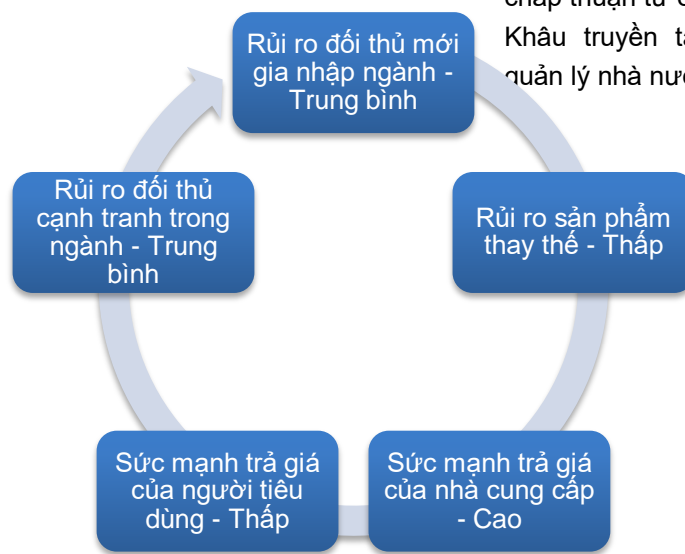 Khâu truyền
quản lý nhà
Rủi ro đối thủ mới
gia nhập ngành -
Trung bình
Rủi ro sản phẩm
thay thế - Thấp
Sức mạnh trả giá
của nhà cung cấp
- Cao
Sức mạnh trả giá
của người tiêu
dùng - Thấp
Rủi ro đối thủ
cạnh tranh trong
ngành - Trung
bình